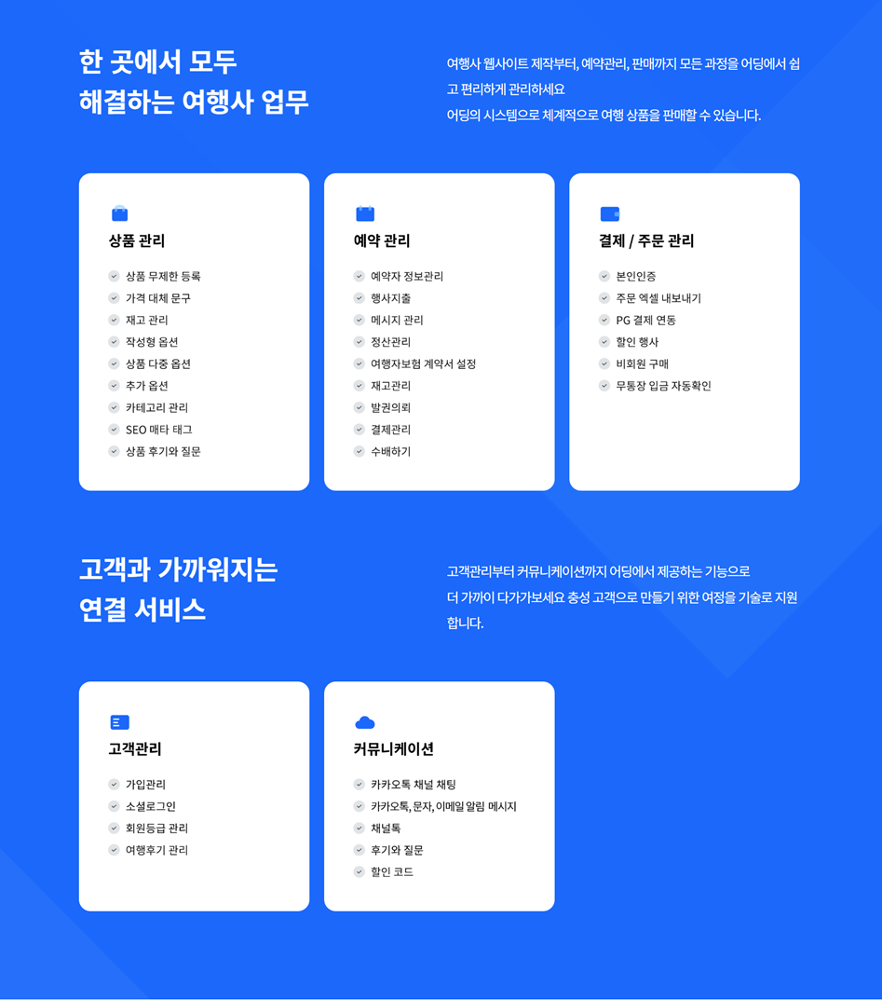 한 곳에서 모두
해결하는 여행사 업무
여행사 웹사이트 제작부터, 예약관리, 판매까지 모든 과정을 어딩에서 쉽
고 편리하게 관리하세요
어딩의 시스템으로 체계적으로 여행 상품을 판매할 수 있습니다.
상품 관리
상품 무제한 등록
가격 대체 문구
재고 관리
작성형 옵션
상품 다중 옵션
추가 옵션
카테고리 관리
SEO 매타 태그
상품 후기와 질문
예약 관리
예약자 정보관리
행사지출
메시지 관리
정산관리
여행자보험 계약서 설정
재고관리
발권의뢰
결제관리
수배하기
결제 / 주문 관리
본인인증
주문 엑셀 내보내기
PG 결제 연동
할인 행사
비회원 구매
무통장 입금 자동확인
고객과 가까워지는
연결 서비스
고객관리부터 커뮤니케이션까지 어딩에서 제공하는 기능으로
더 가까이 다가가보세요 충성 고객으로 만들기 위한 여정을 기술로 지원
합니다.
고객관리
가입관리
소셜로그인
회원등급 관리
여행후기 관리
커뮤니케이션
카카오톡 채널 채팅
카카오톡, 문자, 이메일 알림 메시지
채널톡
후기와 질문
할인 코드